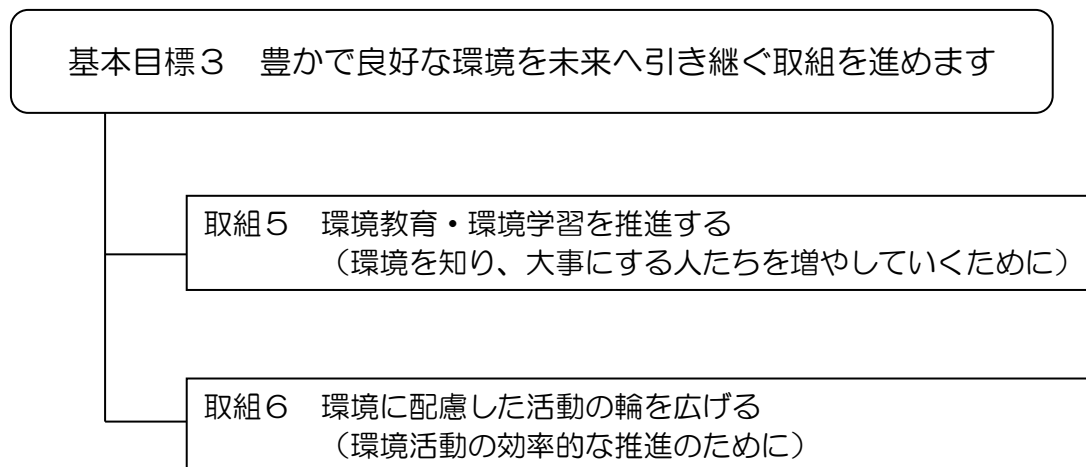 基本目標３　豊かで良好な環境を未来へ引き継ぐ取組を進めます
取組５　環境教育・環境学習を推進する
（環境を知り、大事にする人たちを増やしていくために）
取組６　環境に配慮した活動の輪を広げる
（環境活動の効率的な推進のために）